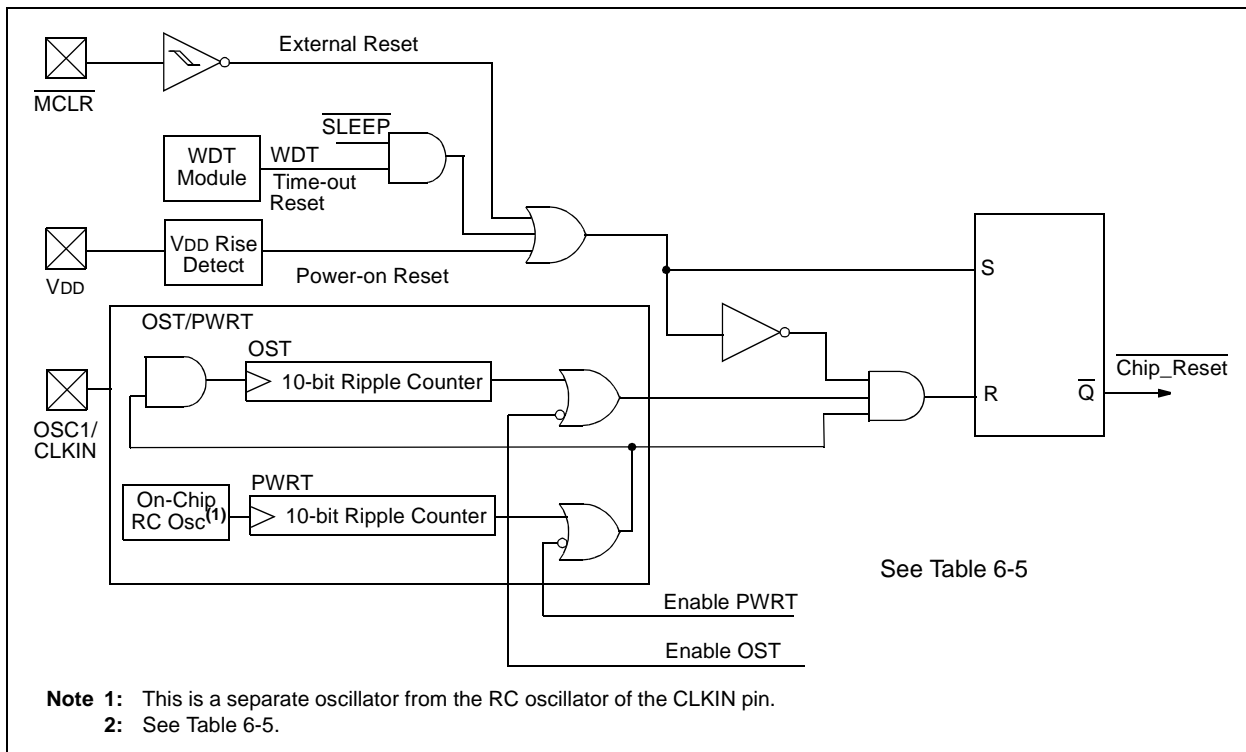 External Reset
M̅C̅L̅R̅
S̅L̅E̅E̅P̅
WDT
Module
WDT
Time-out
Reset
VDD Rise
Detect
Power-on Reset
VDD
S
OST/PWRT
OST
10-bit Ripple Counter
C̅h̅i̅p̅_̅R̅e̅s̅e̅t̅
R
Q̅
OSC1/
CLKIN
PWRT
On-Chip
RC Osc(1)
10-bit Ripple Counter
See Table 6-5
Enable PWRT
Enable OST
Note 1: This is a separate oscillator from the RC oscillator of the CLKIN pin.
2: See Table 6-5.